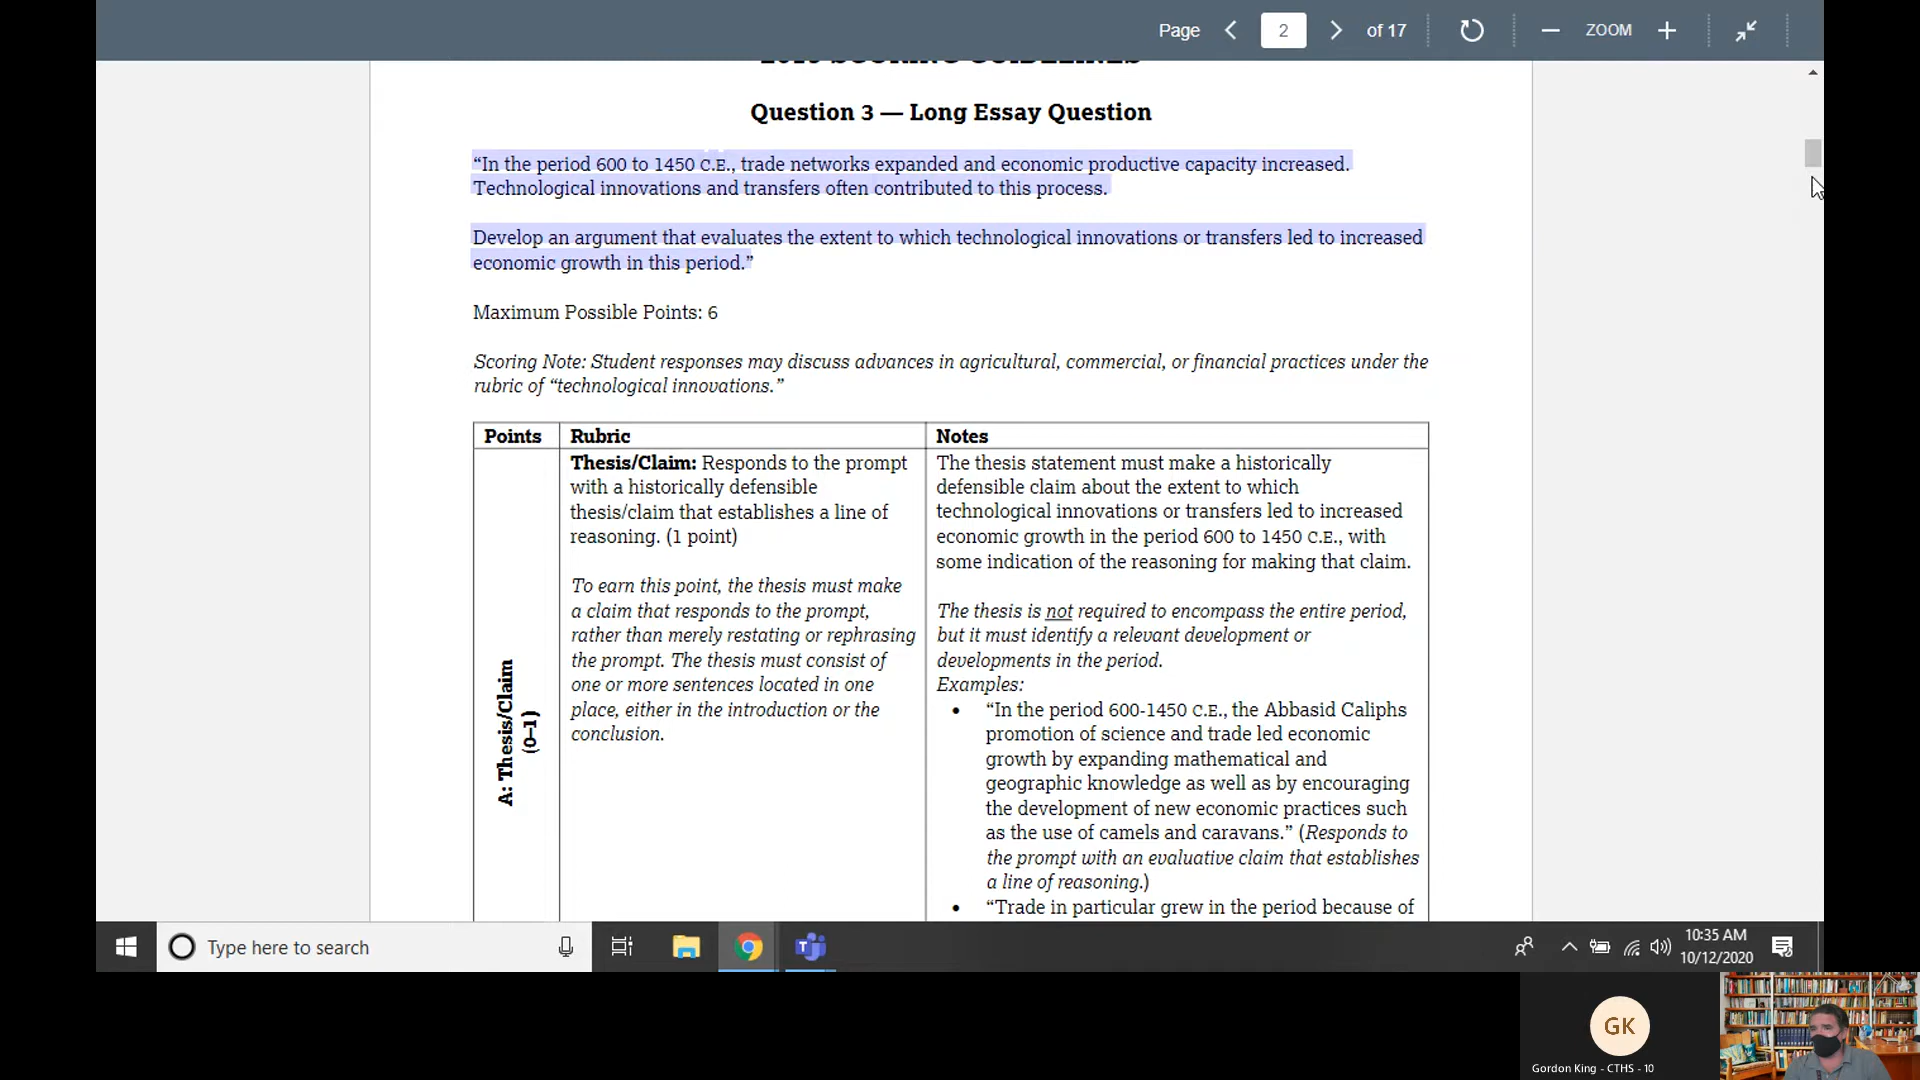 Page
2
of 17
ZOOM
2018 SCORING GUIDELINES
Question 3 — Long Essay Question
“In the period 600 to 1450 C.E., trade networks expanded and economic productive capacity increased.
Technological innovations and transfers often contributed to this process.
Develop an argument that evaluates the extent to which technological innovations or transfers led to increased
economic growth in this period.”
Maximum Possible Points: 6
Scoring Note: Student responses may discuss advances in agricultural, commercial, or financial practices under the
rubric of “technological innovations.”
Points
Rubric
Notes
A: Thesis/Claim
(0–1)
Thesis/Claim: Responds to the prompt
with a historically defensible
thesis/claim that establishes a line of
reasoning. (1 point)
To earn this point, the thesis must make
a claim that responds to the prompt,
rather than merely restating or rephrasing
the prompt. The thesis must consist of
one or more sentences located in one
place, either in the introduction or the
conclusion.
The thesis statement must make a historically
defensible claim about the extent to which
technological innovations or transfers led to increased
economic growth in the period 600 to 1450 C.E., with
some indication of the reasoning for making that claim.
The thesis is not required to encompass the entire period,
but it must identify a relevant development or
developments in the period.
Examples:
• “In the period 600-1450 C.E., the Abbasid Caliphs
promotion of science and trade led economic
growth by expanding mathematical and
geographic knowledge as well as by encouraging
the development of new economic practices such
as the use of camels and caravans.” (Responds to
the prompt with an evaluative claim that establishes
a line of reasoning.)
• “Trade in particular grew in the period because of
Type here to search
10:35 AM
10/12/2020
GK
Gordon King - CTHS - 10